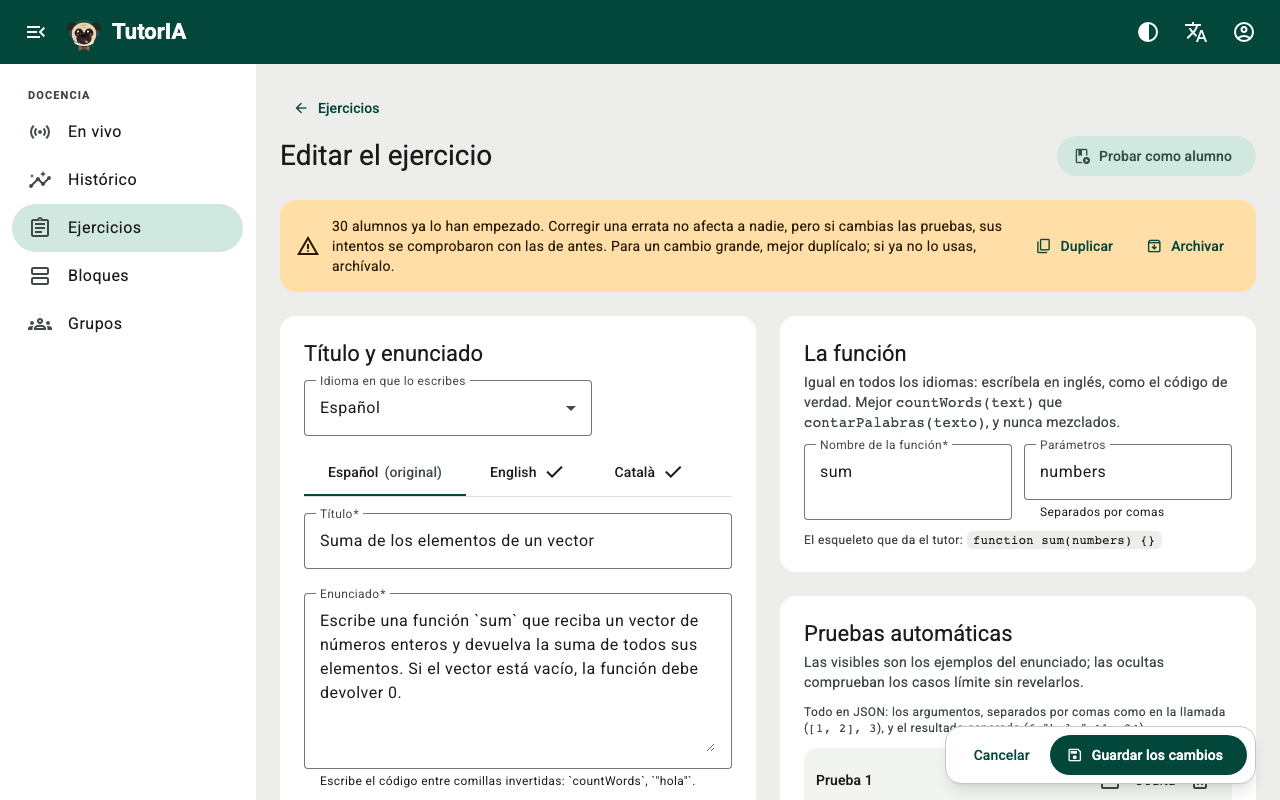 TutorIA
DOCENCIA
En vivo
Histórico
Ejercicios
Bloques
Grupos
Ejercicios
Editar el ejercicio
Probar como alumno
30 alumnos ya lo han empezado. Corregir una errata no afecta a nadie, pero si cambias las pruebas, sus
intentos se comprobaron con las de antes. Para un cambio grande, mejor duplícalo; si ya no lo usas,
archívalo.
Duplicar
Archivar
Título y enunciado
Idioma en que lo escribes
Español
Español (original)
English
Català
Título*
Suma de los elementos de un vector
Enunciado*
Escribe una función `sum` que reciba un vector de
números enteros y devuelva la suma de todos sus
elementos. Si el vector está vacío, la función debe
devolver 0.
Escribe el código entre comillas invertidas: `countWords`, `"hola"`.
La función
Igual en todos los idiomas: escríbela en inglés, como el código de
verdad. Mejor countWords(text) que
contarPalabras(texto), y nunca mezclados.
Nombre de la función*
sum
Parámetros
numbers
Separados por comas
El esqueleto que da el tutor: function sum(numbers) {}
Pruebas automáticas
Las visibles son los ejemplos del enunciado; las ocultas
comprueban los casos límite sin revelarlos.
Todo en JSON: los argumentos, separados por comas como en la llamada
([1, 2], 3), y el resultado
Prueba 1
Cancelar
Guardar los cambios